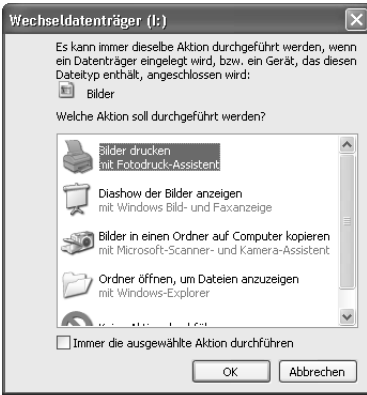 Wechseldatenträger (I:)
Es kann immer dieselbe Aktion durchgeführt werden, wenn
ein Datenträger eingelegt wird, bzw. ein Gerät, das diesen
Dateityp enthält, angeschlossen wird:
Bilder
Welche Aktion soll durchgeführt werden?
Bilder drucken
mit Fotodruck-Assistent
Diashow der Bilder anzeigen
mit Windows Bild- und Faxanzeige
Bilder in einen Ordner auf Computer kopieren
mit Microsoft-Scanner- und Kamera-Assistent
Ordner öffnen, um Dateien anzuzeigen
mit Windows-Explorer
Immer die ausgewählte Aktion durchführen
OK
Abbrechen